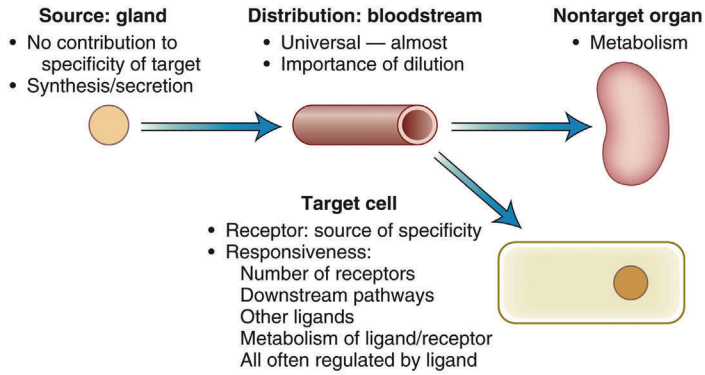 Source: gland
• No contribution to
specificity of target
• Synthesis/secretion
Distribution: bloodstream
• Universal — almost
• Importance of dilution
Nontarget organ
• Metabolism
Target cell
• Receptor: source of specificity
• Responsiveness:
Number of receptors
Downstream pathways
Other ligands
Metabolism of ligand/receptor
All often regulated by ligand